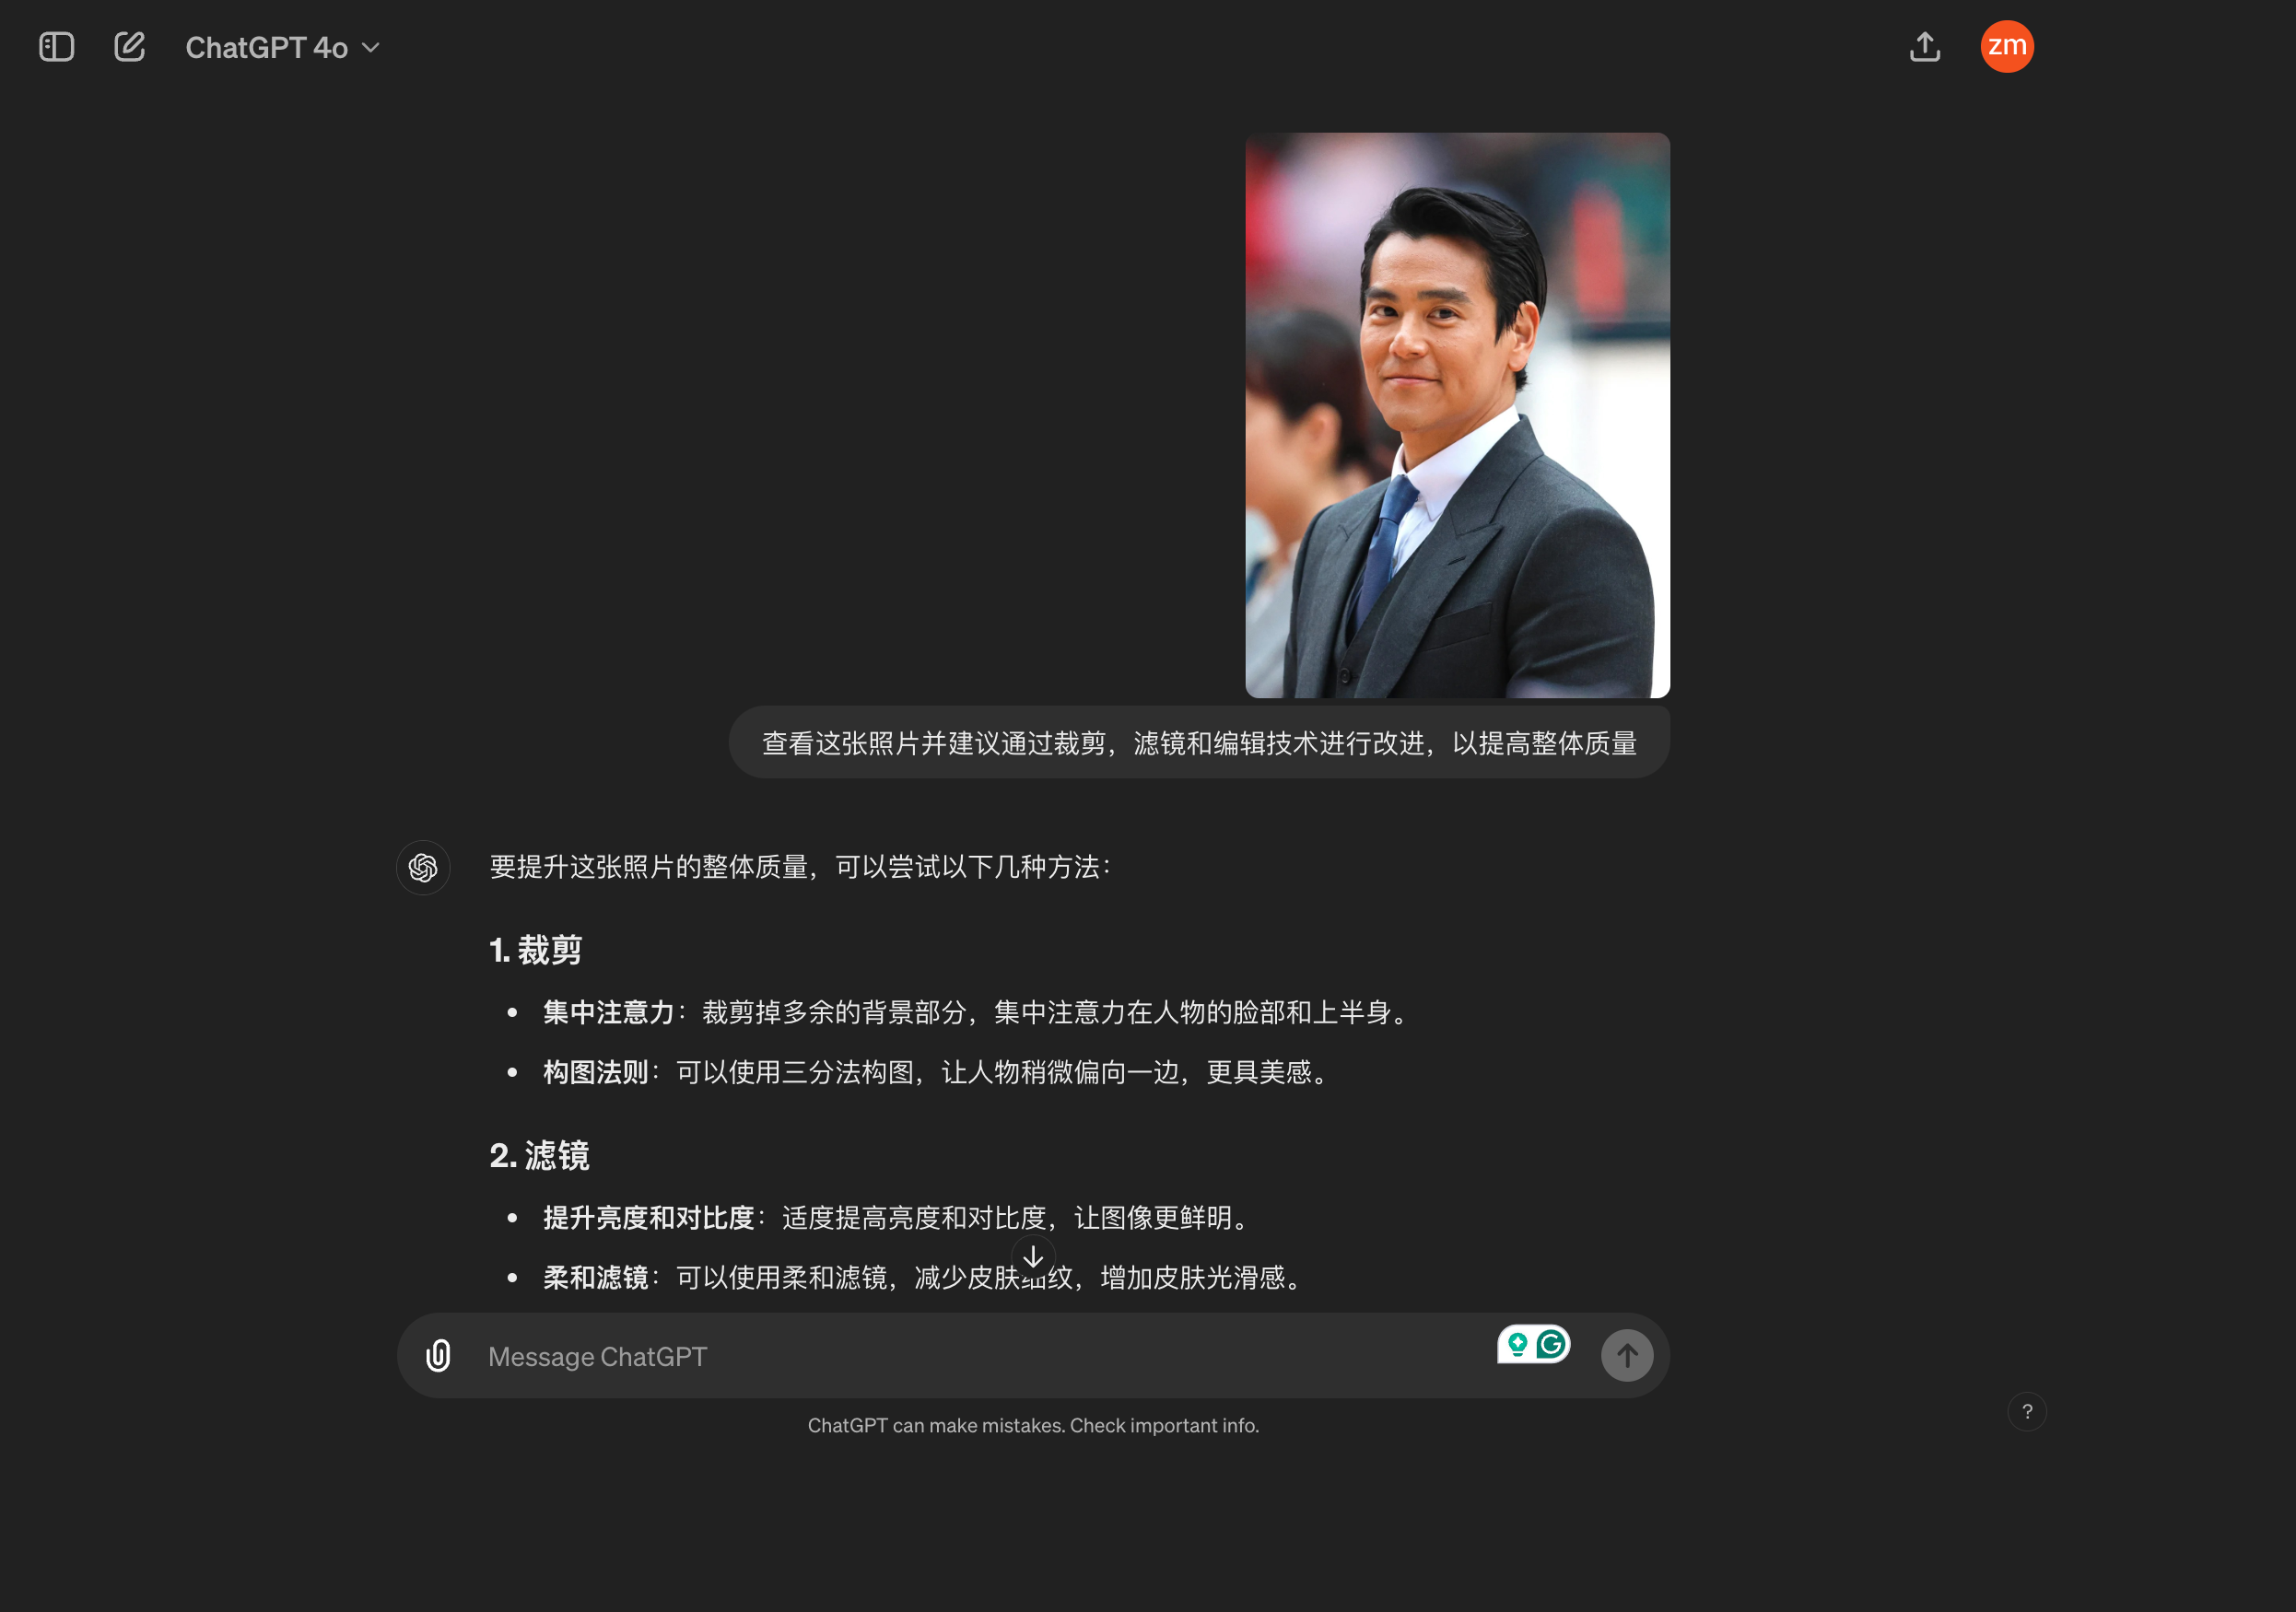 ChatGPT 4o
zm
查看这张照片并建议通过裁剪，滤镜和编辑技术进行改进，以提高整体质量
要提升这张照片的整体质量，可以尝试以下几种方法：
1. 裁剪
集中注意力：裁剪掉多余的背景部分，集中注意力在人物的脸部和上半身。
构图法则：可以使用三分法构图，让人物稍微偏向一边，更具美感。
2. 滤镜
提升亮度和对比度：适度提高亮度和对比度，让图像更鲜明。
柔和滤镜：可以使用柔和滤镜，减少皮肤细纹，增加皮肤光滑感。
Message ChatGPT
ChatGPT can make mistakes. Check important info.
?